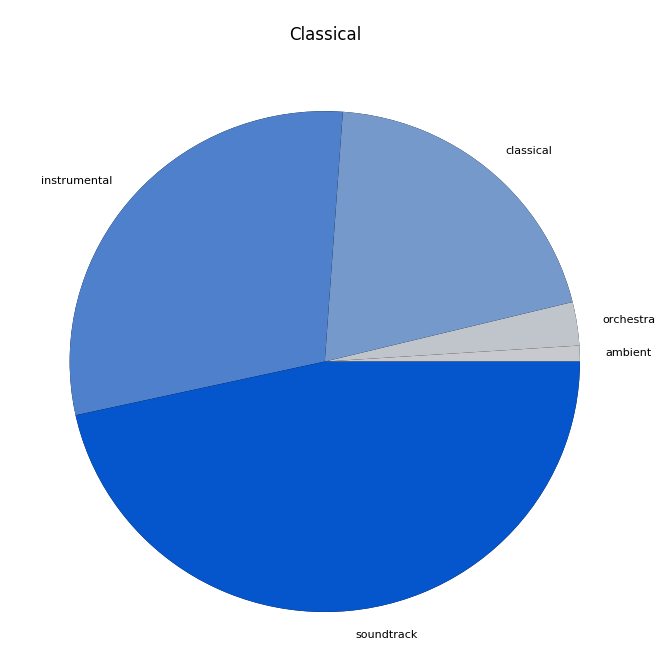 Classical
classical
instrumental
orchestra
ambient
soundtrack